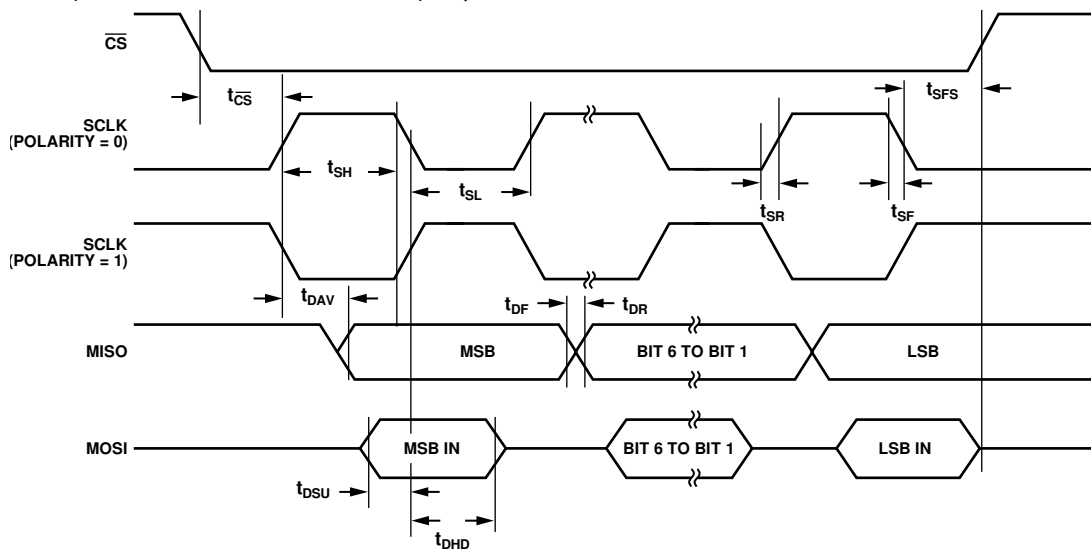 CS
tCS
tSFS
SCLK
(POLARITY = 0)
tSH
tSL
tSR
tSF
SCLK
(POLARITY = 1)
tDAV
tDF
tDR
MISO
MSB
BIT 6 TO BIT 1
LSB
MOSI
MSB IN
BIT 6 TO BIT 1
LSB IN
tDSU
tDHD